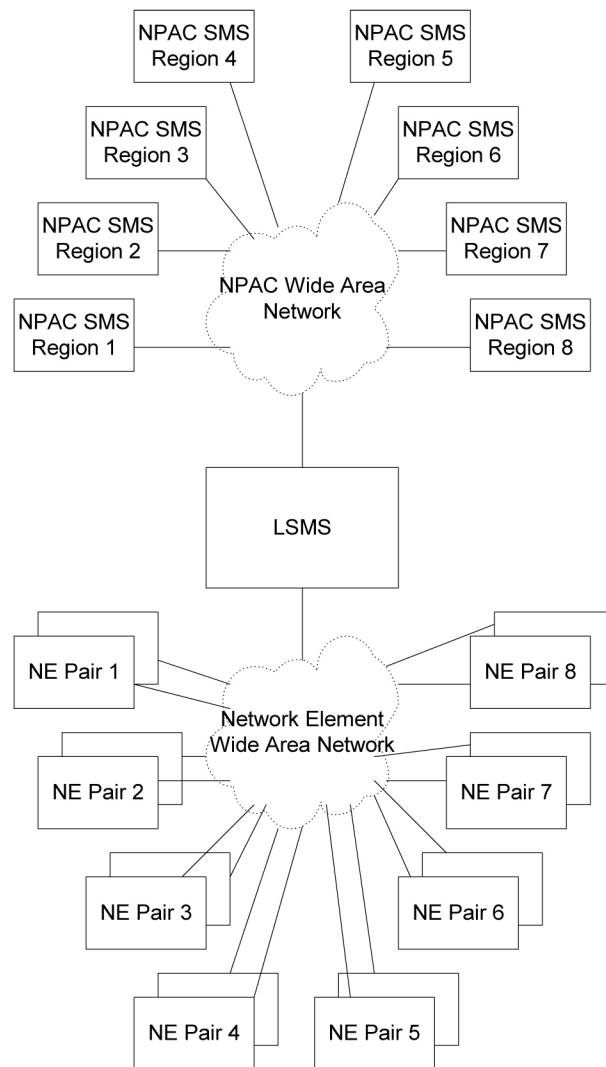 NPAC SMS
Region 4
NPAC SMS
Region 5
NPAC SMS
Region 3
NPAC SMS
Region 6
NPAC SMS
Region 2
NPAC SMS
Region 7
NPAC Wide Area
Network
NPAC SMS
Region 1
NPAC SMS
Region 8
LSMS
NE Pair 1
NE Pair 8
Network Element
Wide Area Network
NE Pair 2
NE Pair 7
NE Pair 3
NE Pair 6
NE Pair 4
NE Pair 5